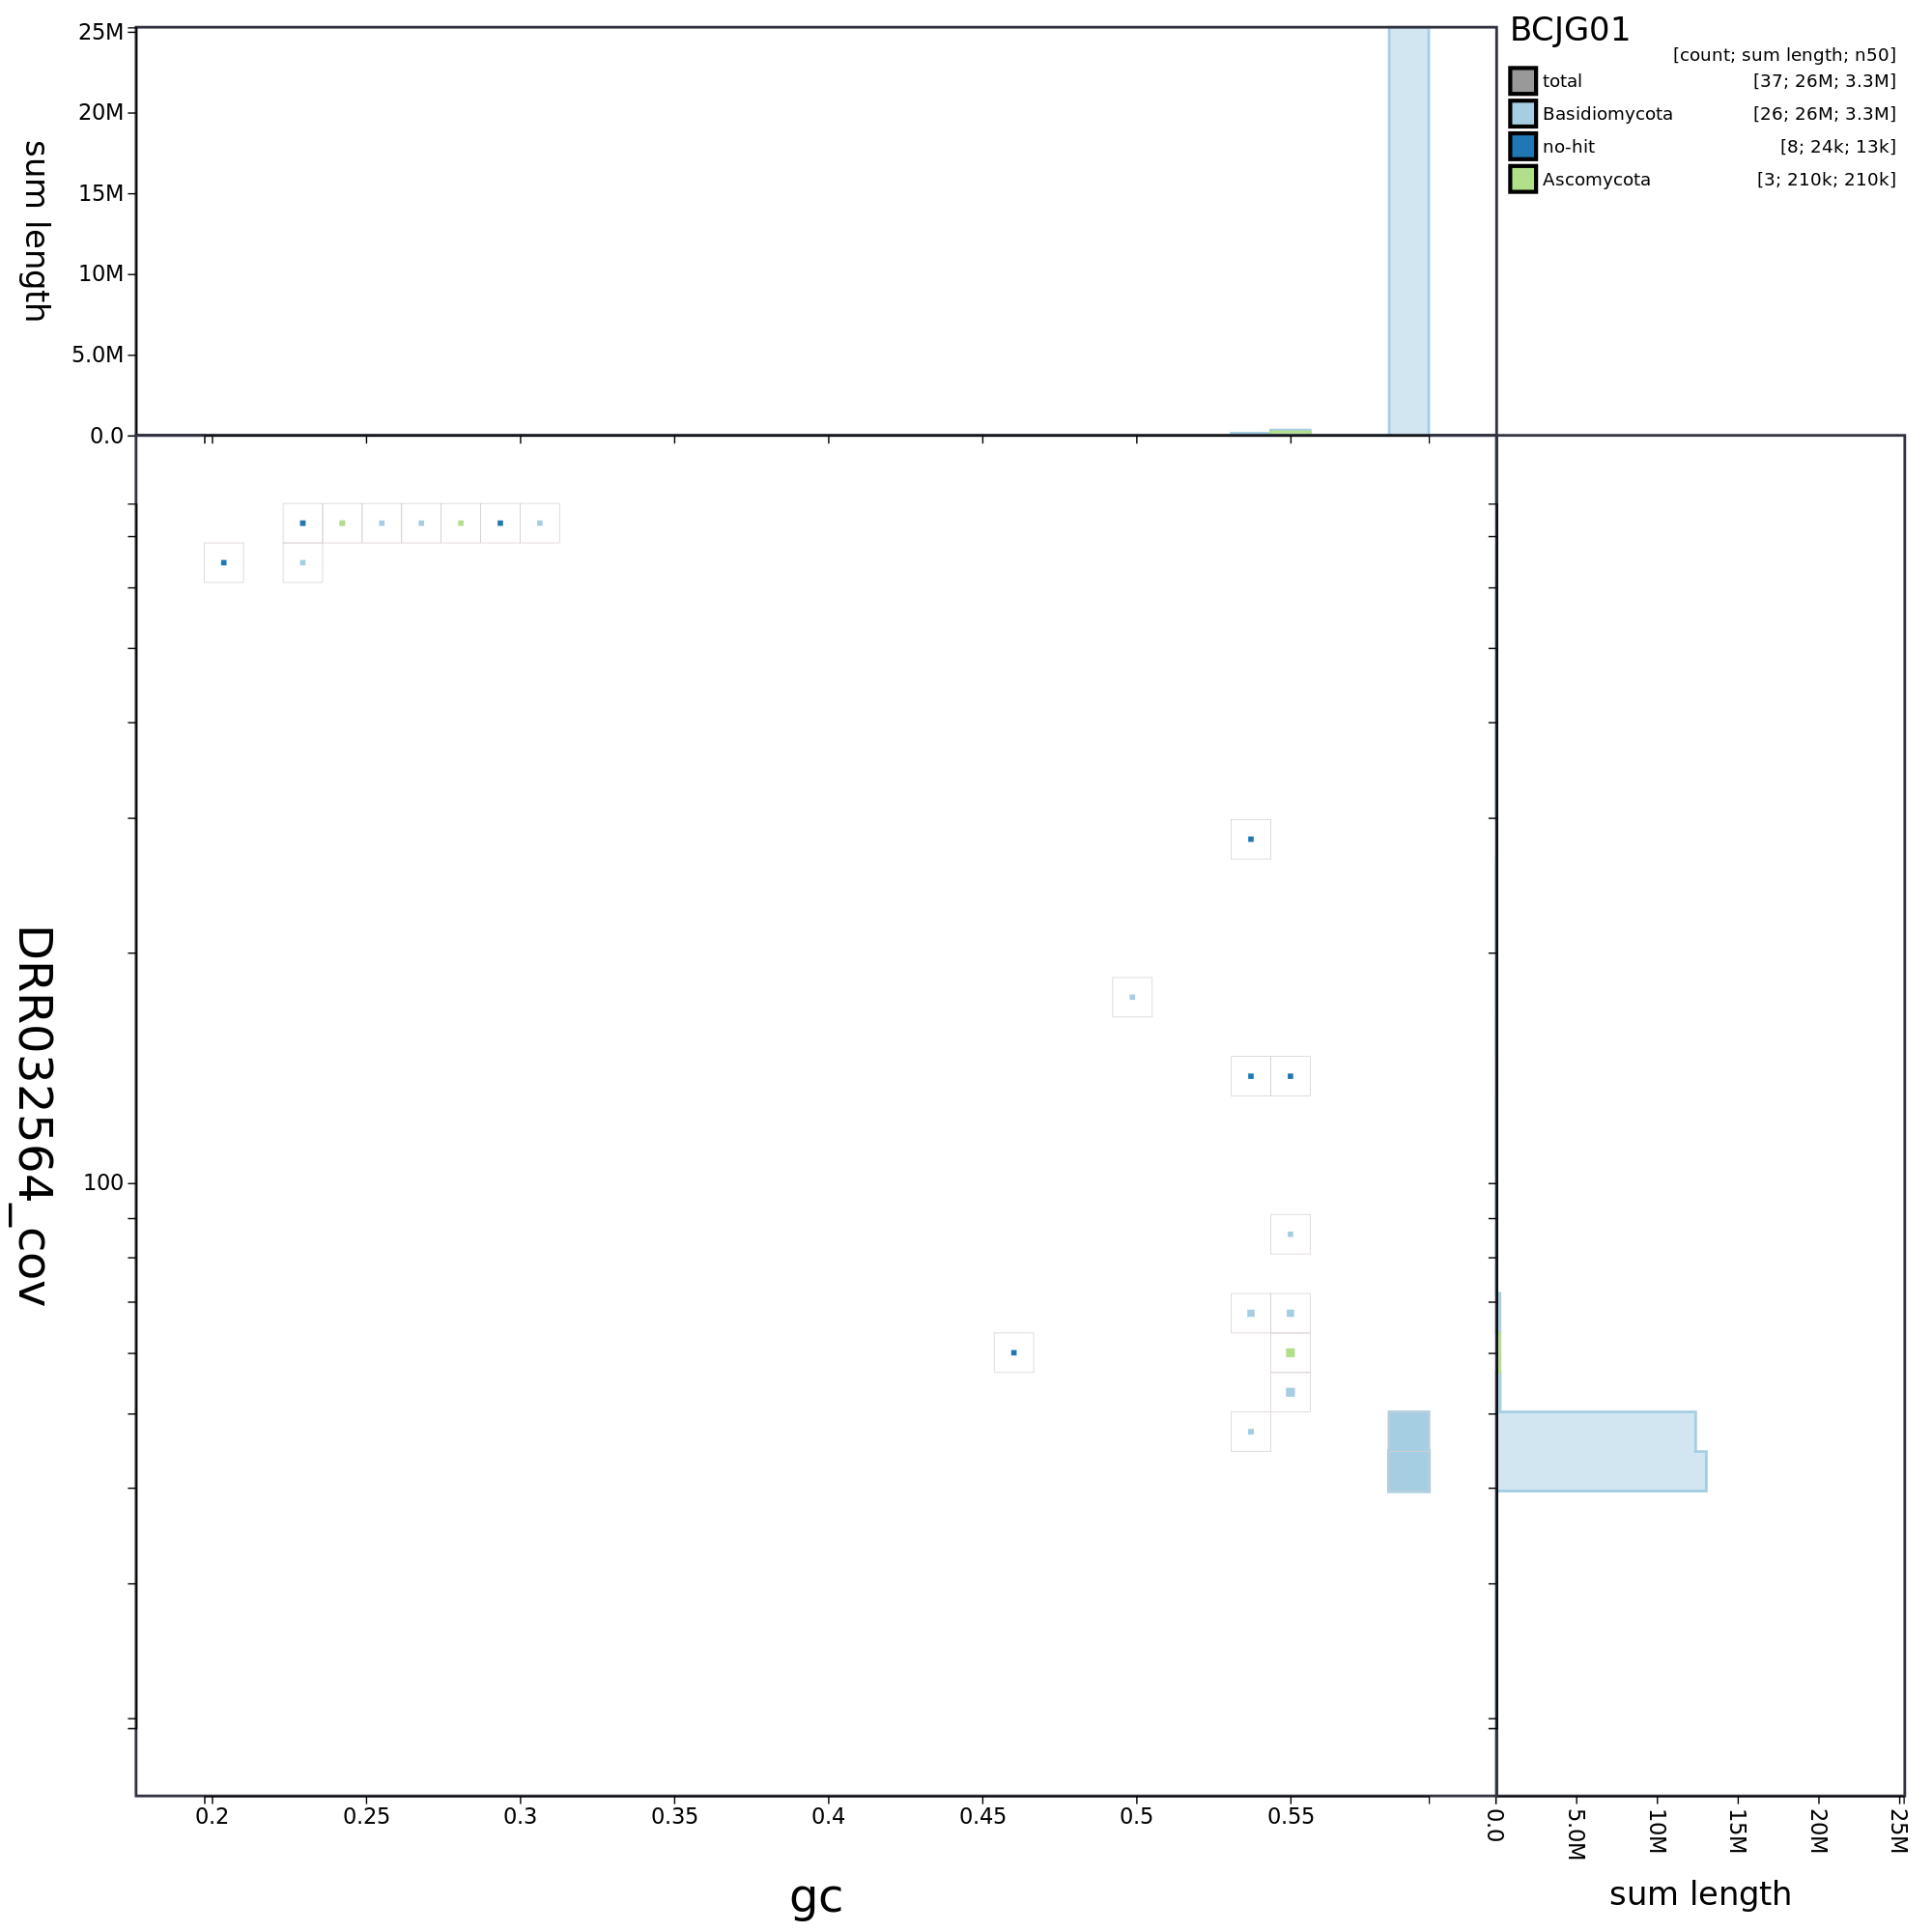 BCJG01
[count; sum length; n50]
total [37; 26M; 3.3M]
Basidiomycota [26; 26M; 3.3M]
no-hit [8; 24k; 13k]
Ascomycota [3; 210k; 210k]
sum length
25M
20M
15M
10M
5.0M
0.0
DRR032564_cov
100
0.2 0.25 0.3 0.35 0.4 0.45 0.5 0.55
gc
0.0 5.0M 10M 15M 20M 25M
sum length